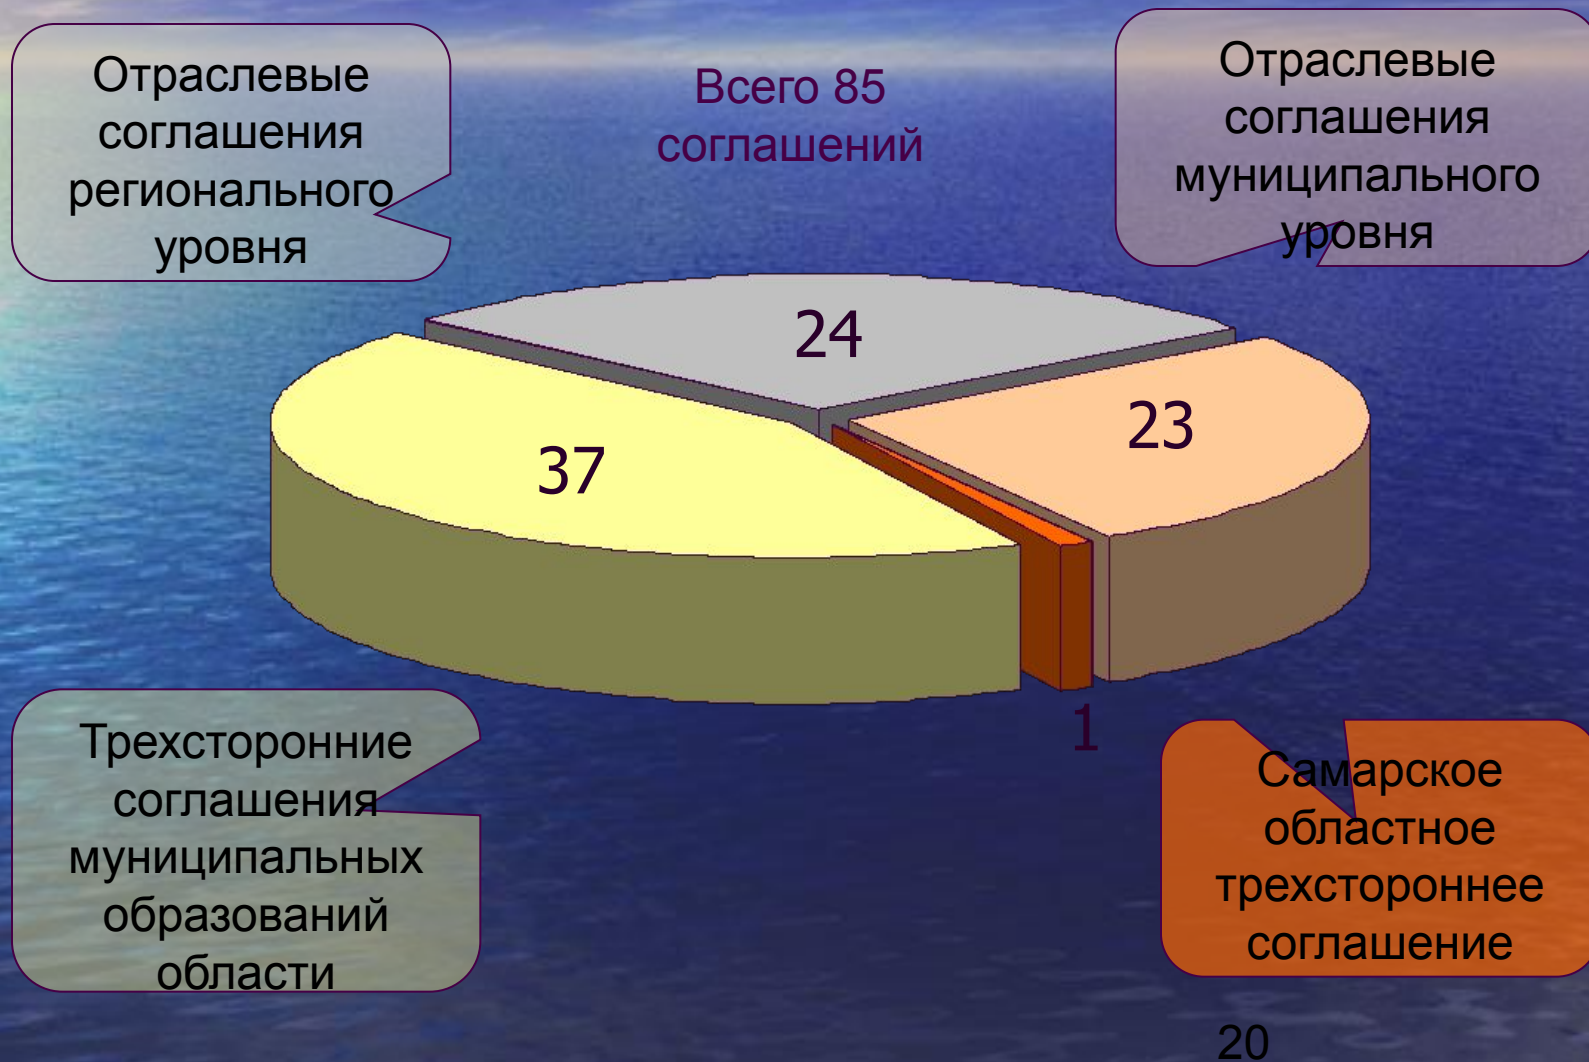 Отраслевые
соглашения
регионального
уровня
Всего 85
соглашений
Отраслевые
соглашения
муниципального
уровня
24
23
37
1
Трехсторонние
соглашения
муниципальных
образований
области
Самарское
областное
трехстороннее
соглашение
20